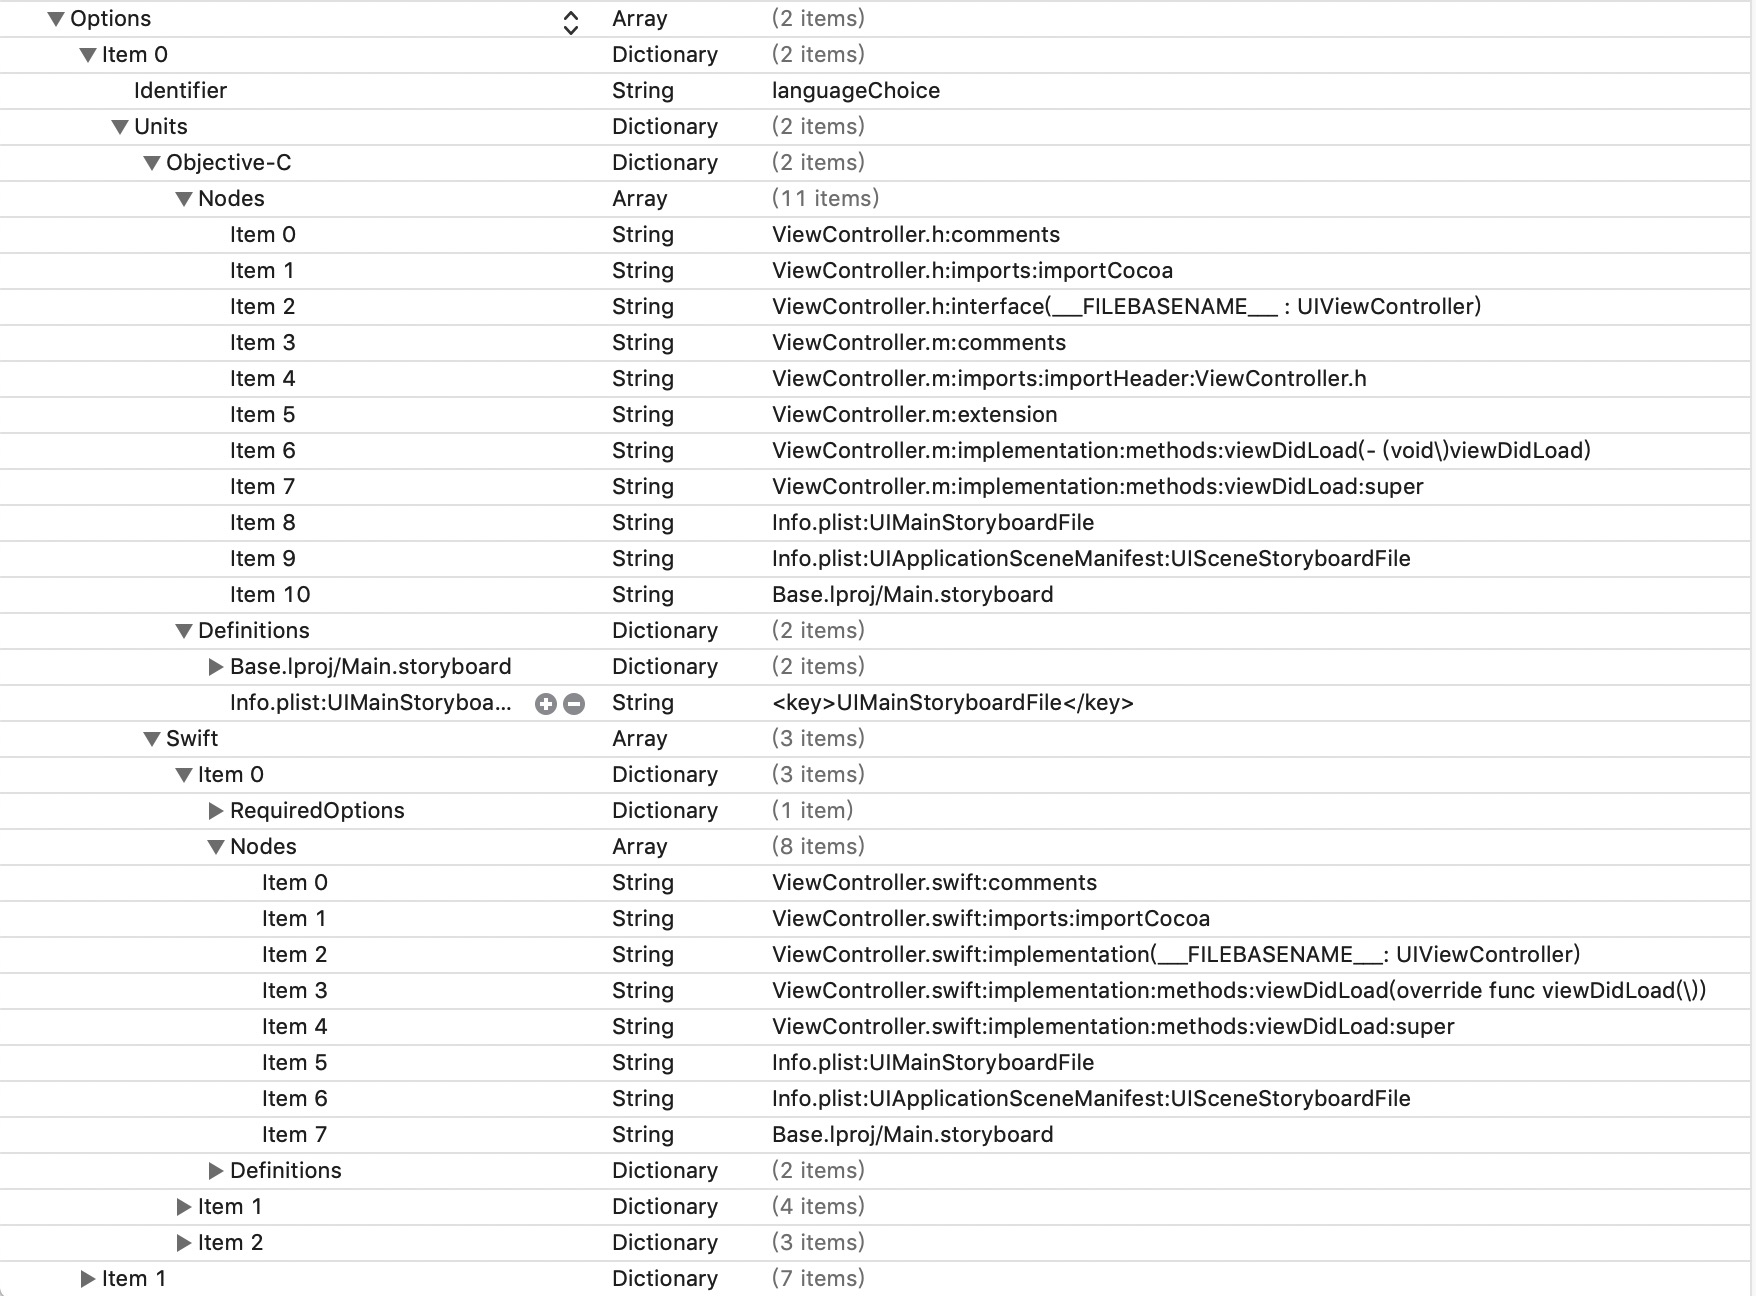 Options Array (2 items)
Item 0 Dictionary (2 items)
Identifier String languageChoice
Units Dictionary (2 items)
Objective-C Dictionary (2 items)
Nodes Array (11 items)
Item 0 String ViewController.h:comments
Item 1 String ViewController.h:imports:importCocoa
Item 2 String ViewController.h:interface(___FILEBASENAME___ : UIViewController)
Item 3 String ViewController.m:comments
Item 4 String ViewController.m:imports:importHeader:ViewController.h
Item 5 String ViewController.m:extension
Item 6 String ViewController.m:implementation:methods:viewDidLoad(- (void\)viewDidLoad)
Item 7 String ViewController.m:implementation:methods:viewDidLoad:super
Item 8 String Info.plist:UIMainStoryboardFile
Item 9 String Info.plist:UIApplicationSceneManifest:UISceneStoryboardFile
Item 10 String Base.lproj/Main.storyboard
Definitions Dictionary (2 items)
Base.lproj/Main.storyboard Dictionary (2 items)
Info.plist:UIMainStoryboa... String <key>UIMainStoryboardFile</key>
Swift Array (3 items)
Item 0 Dictionary (3 items)
RequiredOptions Dictionary (1 item)
Nodes Array (8 items)
Item 0 String ViewController.swift:comments
Item 1 String ViewController.swift:imports:importCocoa
Item 2 String ViewController.swift:implementation(___FILEBASENAME___: UIViewController)
Item 3 String ViewController.swift:implementation:methods:viewDidLoad(override func viewDidLoad(\))
Item 4 String ViewController.swift:implementation:methods:viewDidLoad:super
Item 5 String Info.plist:UIMainStoryboardFile
Item 6 String Info.plist:UIApplicationSceneManifest:UISceneStoryboardFile
Item 7 String Base.lproj/Main.storyboard
Definitions Dictionary (2 items)
Item 1 Dictionary (4 items)
Item 2 Dictionary (3 items)
Item 1 Dictionary (7 items)